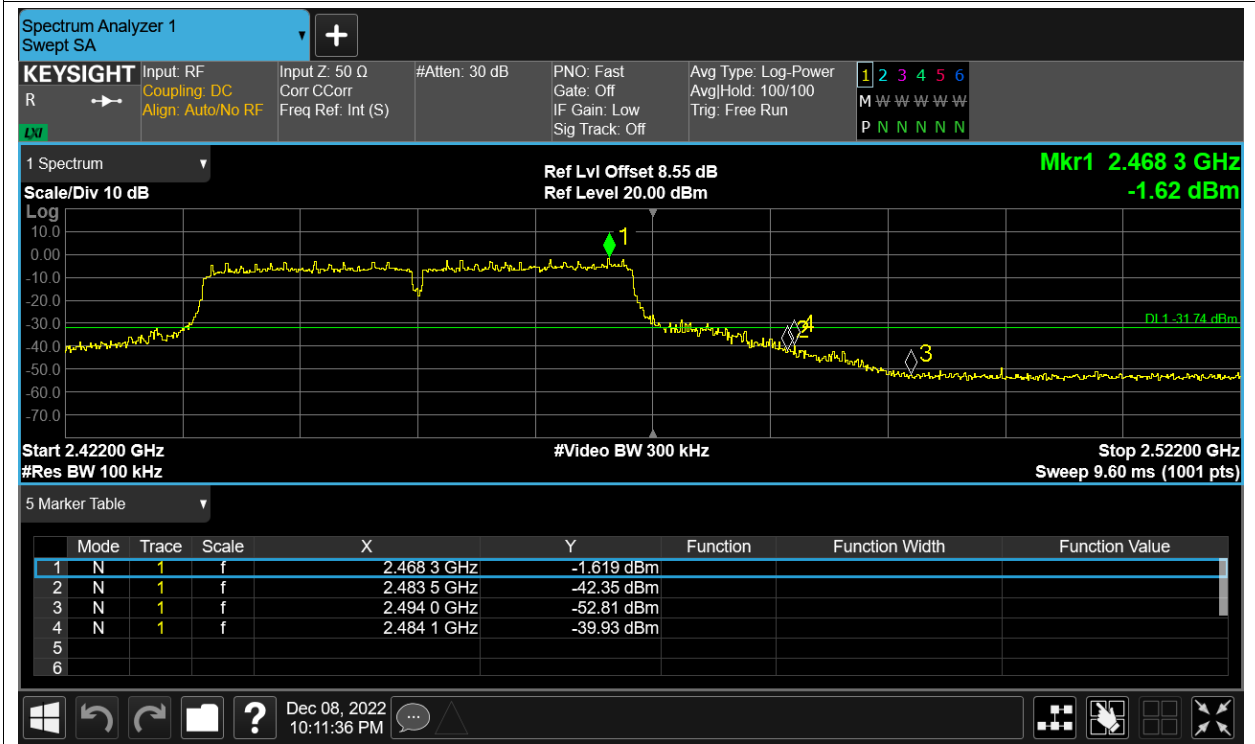 Spectrum Analyzer 1
Swept SA
+
KEYSIGHT Input: RF Input Z: 50 Ω #Atten: 30 dB PNO: Fast Avg Type: Log-Power 1 2 3 4 5 6
R Coupling: DC Corr CCorr Gate: Off Avg|Hold: 100/100 M W W W W W W
Align: Auto/No RF Freq Ref: Int (S) IF Gain: Low Trig: Free Run
LXI Sig Track: Off P N N N N N N
1 Spectrum Ref Lvl Offset 8.55 dB Mkr1 2.468 3 GHz
Scale/Div 10 dB Ref Level 20.00 dBm -1.62 dBm
Log
10.0
0.00
-10.0
-20.0
-30.0
-40.0
-50.0
-60.0
-70.0
1
2
4
3
DL1 -31.74 dBm
Start 2.42200 GHz #Video BW 300 kHz Stop 2.52200 GHz
#Res BW 100 kHz Sweep 9.60 ms (1001 pts)
5 Marker Table
Mode Trace Scale X Y Function Function Width Function Value
1 N 1 f 2.468 3 GHz -1.619 dBm
2 N 1 f 2.483 5 GHz -42.35 dBm
3 N 1 f 2.494 0 GHz -52.81 dBm
4 N 1 f 2.484 1 GHz -39.93 dBm
5
6
? Dec 08, 2022
10:11:36 PM